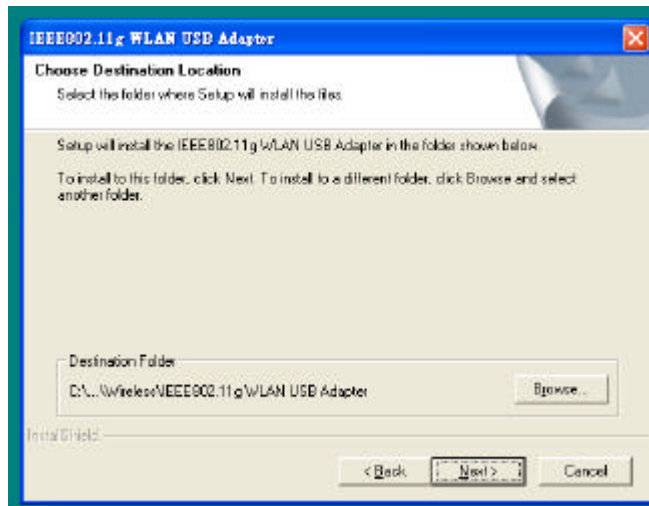 IEEE802.11g WLAN USB Adapter
Choose Destination Location
Select the folder where Setup will install the files.
Setup will install the IEEE802.11g WLAN USB Adapter in the folder shown below.
To install to this folder, click Next. To install to a different folder, click Browse and select
another folder.
Destination Folder
C:\...\Wireless\IEEE802.11g WLAN USB Adapter
Browse...
InstallShield
< Back
Next >
Cancel